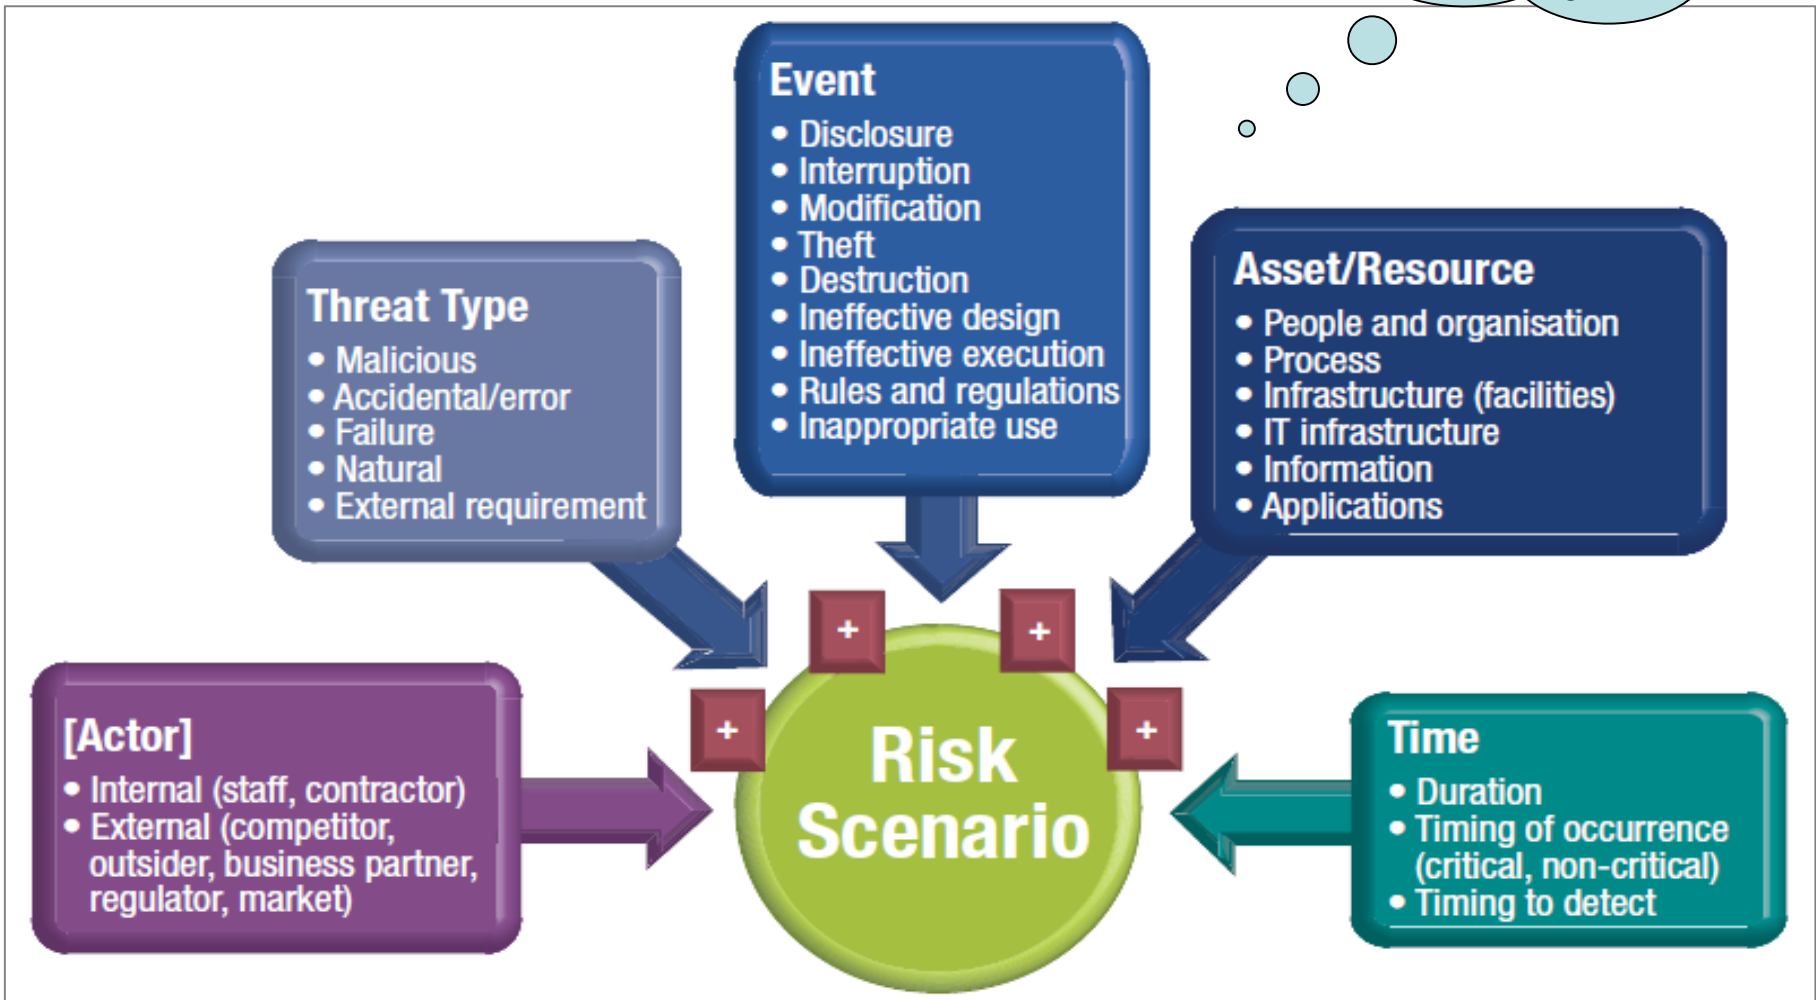 Event
• Disclosure
• Interruption
• Modification
• Theft
• Destruction
• Ineffective design
• Ineffective execution
• Rules and regulations
• Inappropriate use
Threat Type
• Malicious
• Accidental/error
• Failure
• Natural
• External requirement
Asset/Resource
• People and organisation
• Process
• Infrastructure (facilities)
• IT infrastructure
• Information
• Applications
[Actor]
• Internal (staff, contractor)
• External (competitor,
outsider, business partner,
regulator, market)
+
+
+
+
Risk
Scenario
Time
• Duration
• Timing of occurrence
(critical, non-critical)
• Timing to detect